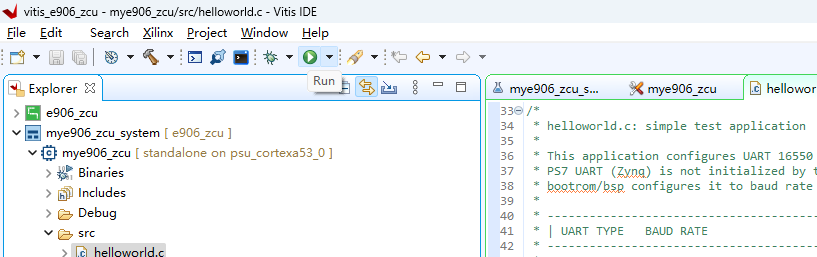 vitis_e906_zcu - mye906_zcu/src/helloworld.c - Vitis IDE
File Edit Search Xilinx Project Window Help
Run
Explorer
mye906_zcu_s...
mye906_zcu
hellowor
e906_zcu
mye906_zcu_system [ e906_zcu ]
mye906_zcu [ standalone on psu_cortexa53_0 ]
Binaries
Includes
Debug
src
helloworld.c
33 /*
34 * helloworld.c: simple test application
35 *
36 * This application configures UART 16550
37 * PS7 UART (Zynq) is not initialized by t
38 * bootrom/bsp configures it to baud rate
39 *
40 * ----------------------------------------
41 * | UART TYPE BAUD RATE
42 * ----------------------------------------